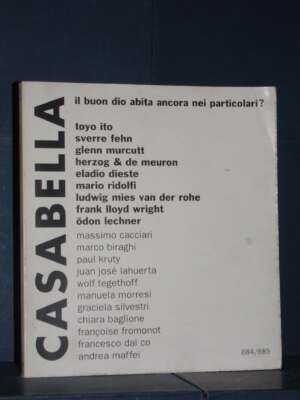 CASABELLA
il buon dio abita ancora nei particolari?
toyo ito
sverre fehn
glenn murcutt
herzog & de meuron
eladio dieste
mario ridolfi
ludwig mies van der rohe
frank lloyd wright
ödon lechner
massimo cacciari
marco biraghi
paul kruty
juan josé lahuerta
wolf tegethoff
manuela morresi
graciela silvestri
chiara baglione
françoise fromonot
francesco dal co
andrea maffei
684/685